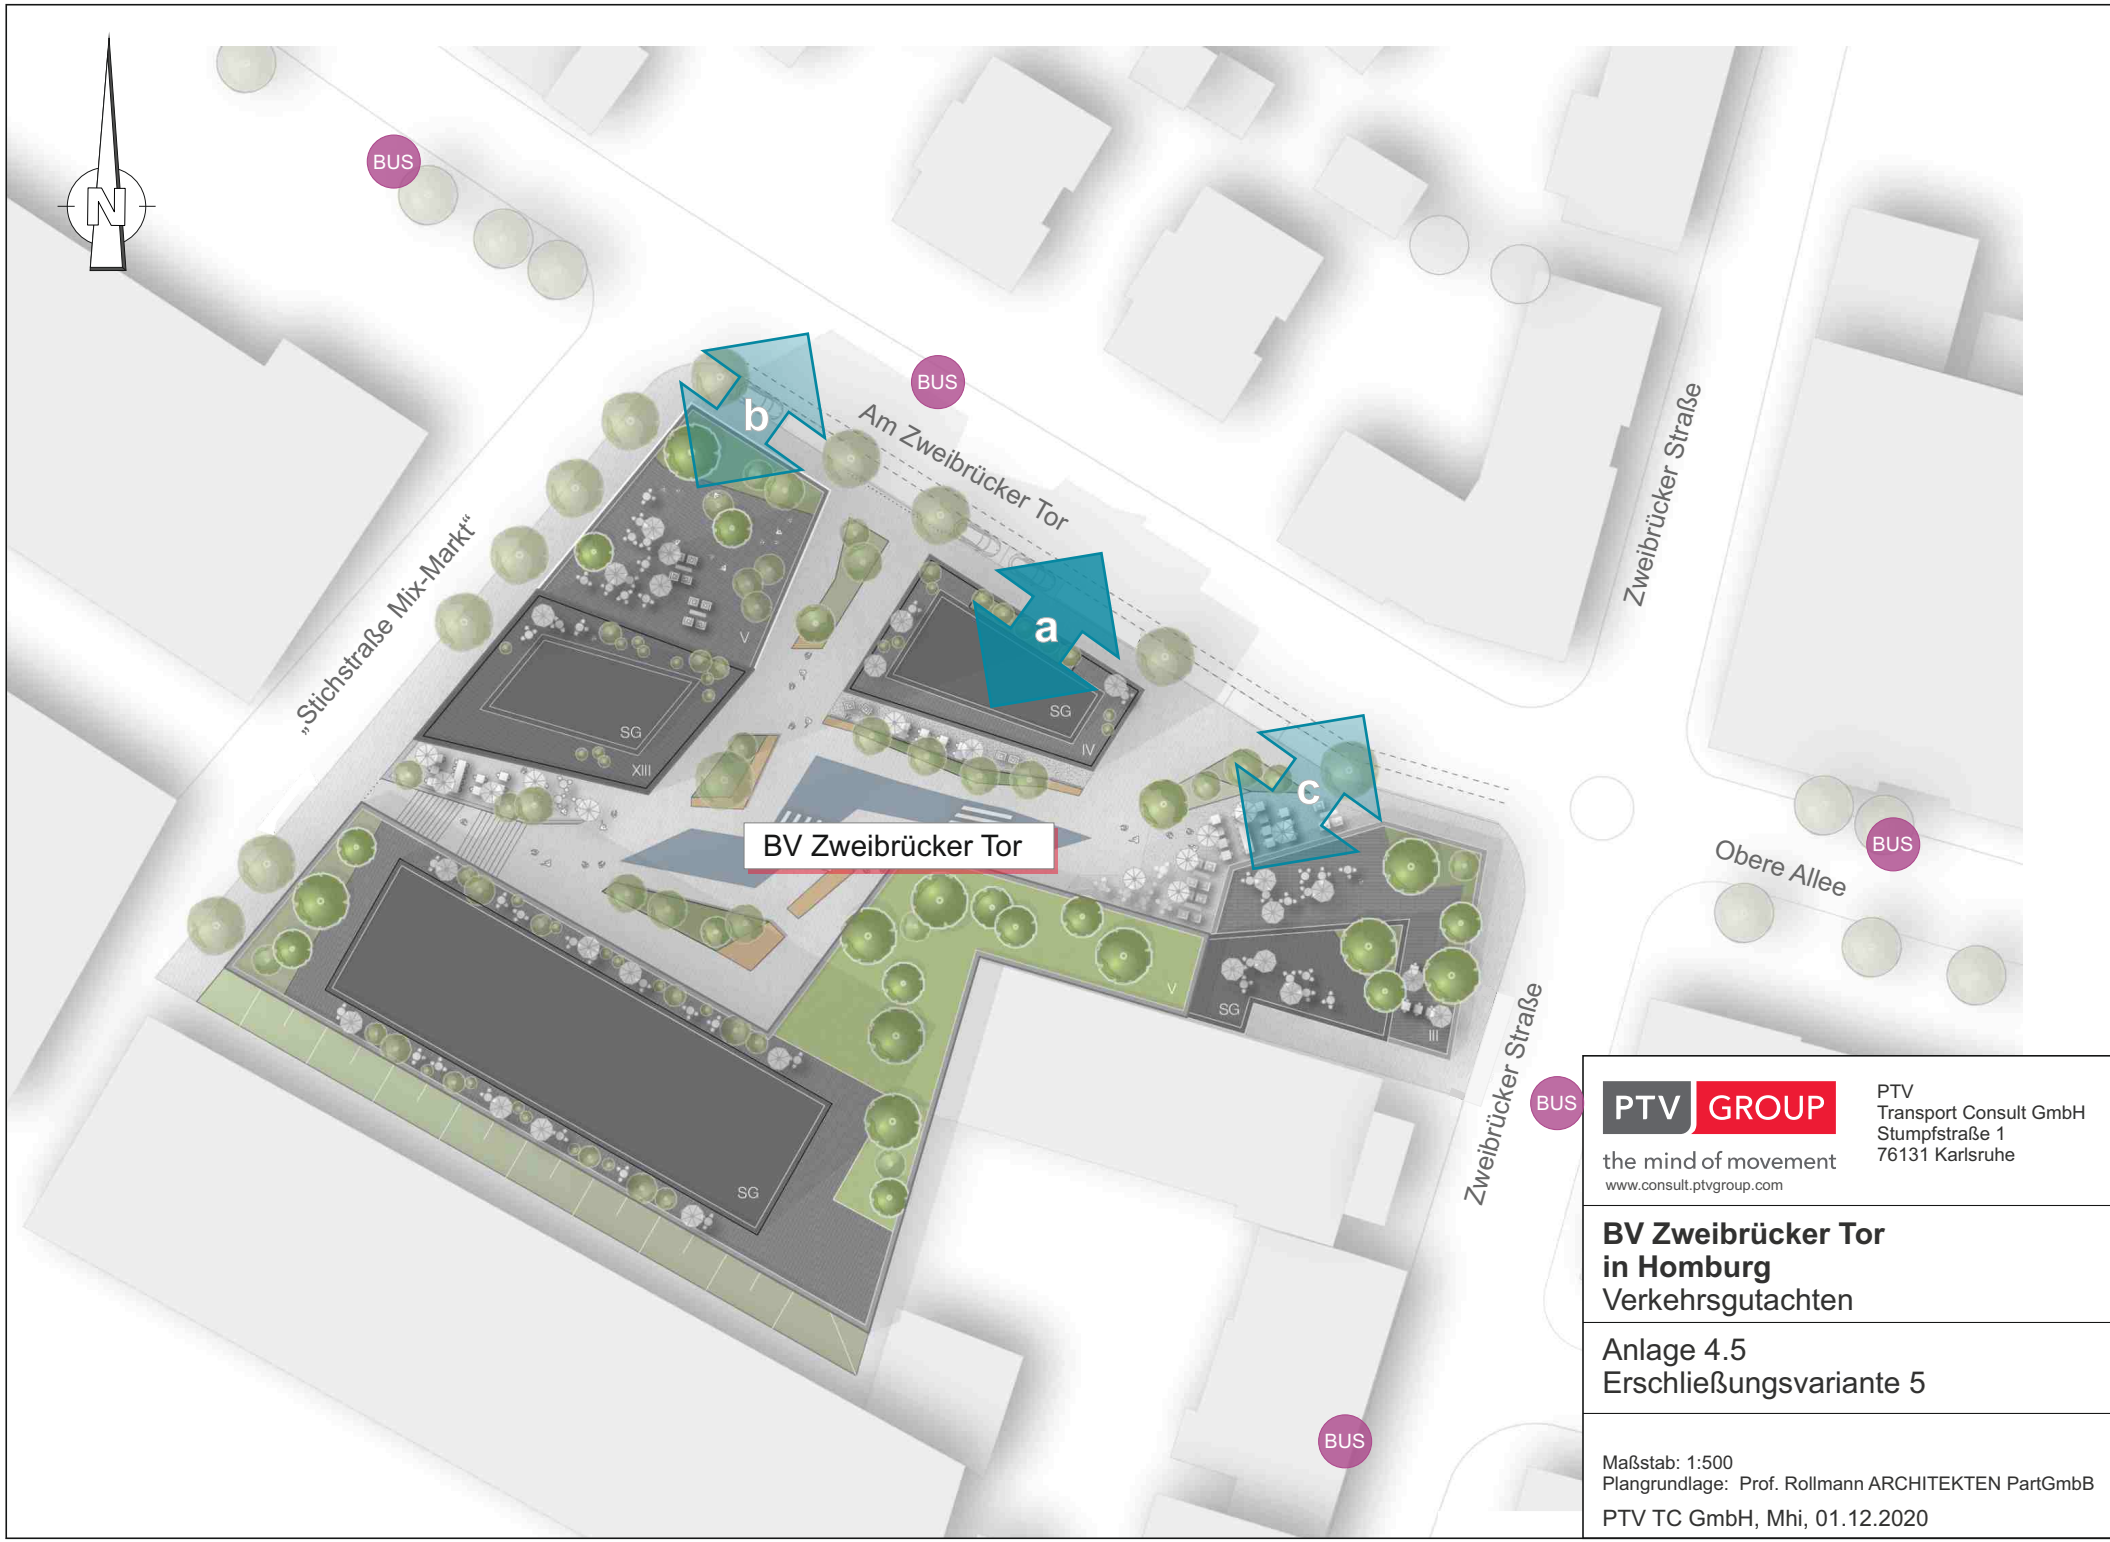 N
BUS
BUS
b
Am Zweibrücker Tor
Zweibrücker Straße
„Stichstraße Mix-Markt“
a
V
SG
IV
SG
XIII
c
BV Zweibrücker Tor
Obere Allee
BUS
V
SG
III
Zweibrücker Straße
BUS
SG
BUS
PTV GROUP
the mind of movement
www.consult.ptvgroup.com
PTV
Transport Consult GmbH
Stumpfstraße 1
76131 Karlsruhe
BV Zweibrücker Tor
in Homburg
Verkehrsgutachten
Anlage 4.5
Erschließungsvariante 5
Maßstab: 1:500
Plangrundlage: Prof. Rollmann ARCHITEKTEN PartGmbB
PTV TC GmbH, Mhi, 01.12.2020